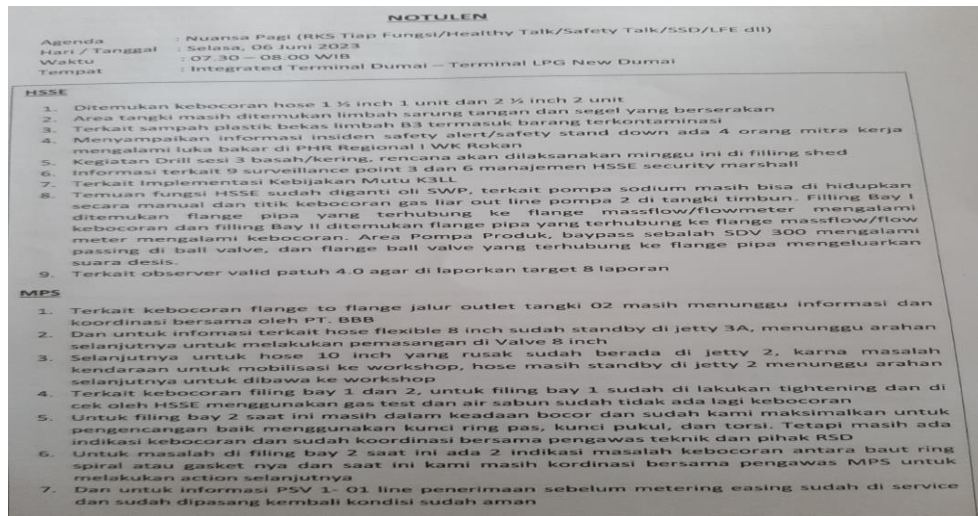 NOTULEN
Agenda : Nuansa Pagi (RKS Tiap Fungsi/Healthy Talk/Safety Talk/SSD/LFE dll)
Hari / Tanggal : Selasa, 06 Juni 2023
Waktu : 07.30 – 08.00 WIB
Tempat : Integrated Terminal Dumai – Terminal LPG New Dumai
HSSE
1. Ditemukan kebocoran hose 1 ½ inch 1 unit dan 2 ½ inch 2 unit
2. Area tangki masih ditemukan limbah sarung tangan dan segel yang berserakan
3. Terkait sampah plastik bekas limbah B3 termasuk barang terkontaminasi
4. Menyampaikan informasi insiden safety alert/safety stand down ada 4 orang mitra kerja
mengalami luka bakar di PHR Regional I WK Rokan
5. Kegiatan Drill sesi 3 basah/kering, rencana akan dilaksanakan minggu ini di filling shed
6. Informasi terkait 9 surveillance point 3 dan 6 manajemen HSSE security marshall
7. Terkait Implementasi Kebijakan Mutu K3LL
8. Temuan fungsi HSSE sudah diganti oli SWP, terkait pompa sodium masih bisa di hidupkan
secara manual dan titik kebocoran gas liar out line pompa 2 di tangki timbun. Filling Bay I
ditemukan flange pipa yang terhubung ke flange massflow/flowmeter mengalami
kebocoran dan filling Bay II ditemukan flange pipa yang terhubung ke flange massflow/flow
meter mengalami kebocoran. Area Pompa Produk, baypass sebalah SDV 300 mengalami
passing di ball valve, dan flange ball valve yang terhubung ke flange pipa mengeluarkan
suara desis.
9. Terkait observer valid patuh 4.0 agar di laporkan target 8 laporan
MPS
1. Terkait kebocoran flange to flange jalur outlet tangki 02 masih menunggu informasi dan
koordinasi bersama oleh PT. BBB
2. Dan untuk infomasi terkait hose flexible 8 inch sudah standby di jetty 3A, menunggu arahan
selanjutnya untuk melakukan pemasangan di Valve 8 inch
3. Selanjutnya untuk hose 10 inch yang rusak sudah berada di jetty 2, karna masalah
kendaraan untuk mobilisasi ke workshop, hose masih standby di jetty 2 menunggu arahan
selanjutnya untuk dibawa ke workshop
4. Terkait kebocoran filing bay 1 dan 2, untuk filing bay 1 sudah di lakukan tightening dan di
cek oleh HSSE menggunakan gas test dan air sabun sudah tidak ada lagi kebocoran
5. Untuk filing bay 2 saat ini masih dalam keadaan bocor dan sudah kami maksimalkan untuk
pengencangan baik menggunakan kunci ring pas, kunci pukul, dan torsi. Tetapi masih ada
indikasi kebocoran dan sudah koordinasi bersama pengawas teknik dan pihak RSD
6. Untuk masalah di filing bay 2 saat ini ada 2 indikasi masalah kebocoran antara baut ring
spiral atau gasket nya dan saat ini kami masih kordinasi bersama pengawas MPS untuk
melakukan action selanjutnya
7. Dan untuk informasi PSV 1- 01 line penerimaan sebelum metering easing sudah di service
dan sudah dipasang kembali kondisi sudah aman